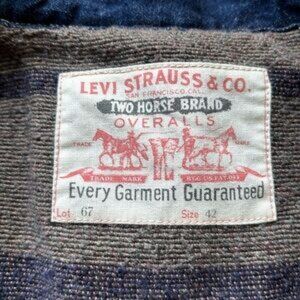 LEVI STRAUSS & CO.
SAN FRANCISCO, CAL.
TWO HORSE BRAND
OVERALLS
TRADE MARK
TRADE MARK REG US PAT OFF
Every Garment Guaranteed
Lot 67 Size 42